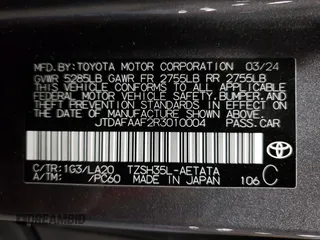 MFD. BY: TOYOTA MOTOR CORPORATION 03/24
GVWR 5285LB GAWR FR 2755LB RR 2755LB
THIS VEHICLE CONFORMS TO ALL APPLICABLE
FEDERAL MOTOR VEHICLE SAFETY, BUMPER, AND
THEFT PREVENTION STANDARDS IN EFFECT ON
THE DATE OF MANUFACTURE SHOWN ABOVE.
JTDAFAAF2R3010004 PASS.CAR
TOYOTA
C/TR:1G3/LA20 TZSH35L-AETATA
A/TM: /PC60 MADE IN JAPAN 106 C